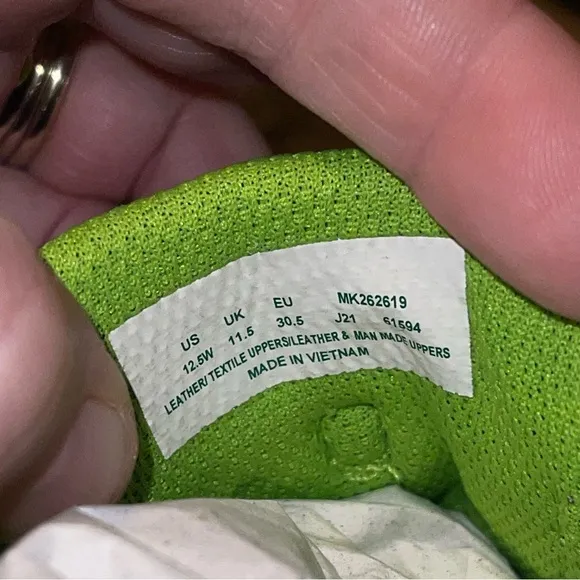 US UK EU MK262619
12.5W 11.5 30.5 J21 61594
LEATHER/ TEXTILE UPPERS/LEATHER & MAN MADE UPPERS
MADE IN VIETNAM